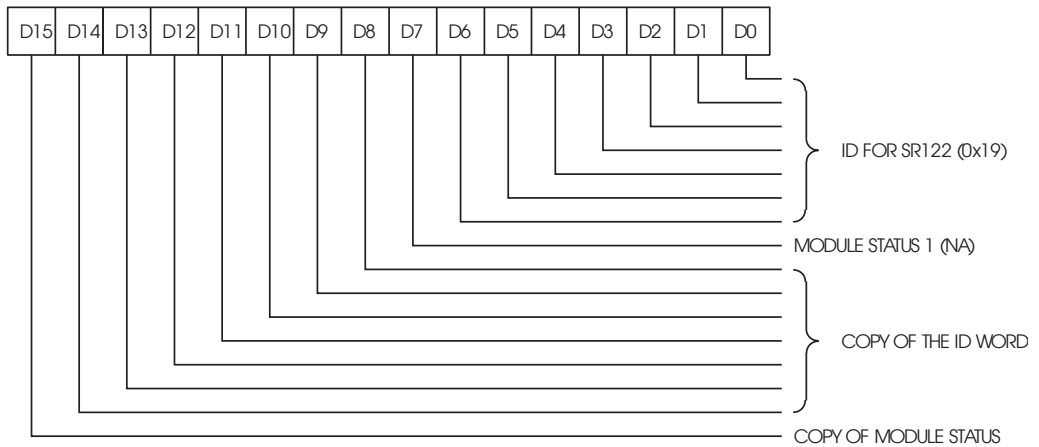 D15 D14 D13 D12 D11 D10 D9 D8 D7 D6 D5 D4 D3 D2 D1 D0
ID FOR SR122 (0x19)
MODULE STATUS 1 (NA)
COPY OF THE ID WORD
COPY OF MODULE STATUS